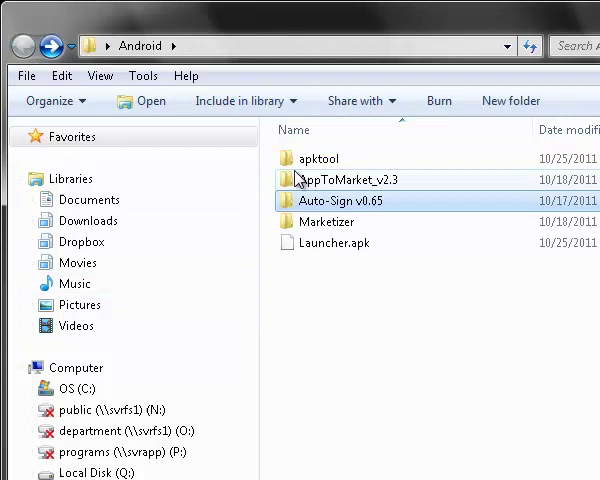 Android
Search A
File Edit View Tools Help
Organize Open Include in library Share with Burn New folder
Favorites
Libraries
Documents
Downloads
Dropbox
Movies
Music
Pictures
Videos
Computer
OS (C:)
public (\\svrfs1) (N:)
department (\\svrfs1) (O:)
programs (\\svrapp) (P:)
Local Disk (Q:)
Name Date modifi
apktool 10/25/2011
AppToMarket_v2.3 10/18/2011
Auto-Sign v0.65 10/17/2011
Marketizer 10/18/2011
Launcher.apk 10/25/2011